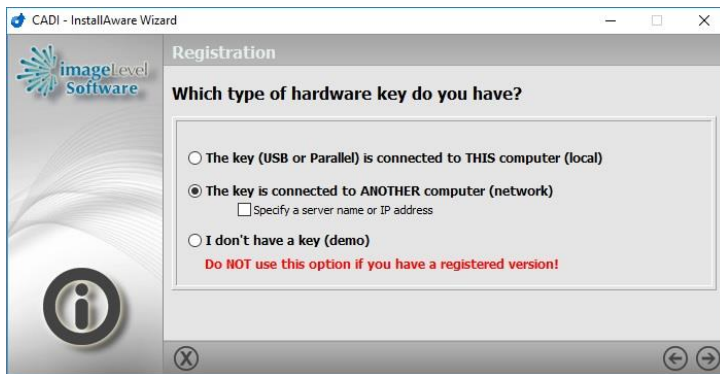 CADI - InstallAware Wizard
imageLevel
Software
Registration
Which type of hardware key do you have?
The key (USB or Parallel) is connected to THIS computer (local)
The key is connected to ANOTHER computer (network)
Specify a server name or IP address
I don't have a key (demo)
Do NOT use this option if you have a registered version!